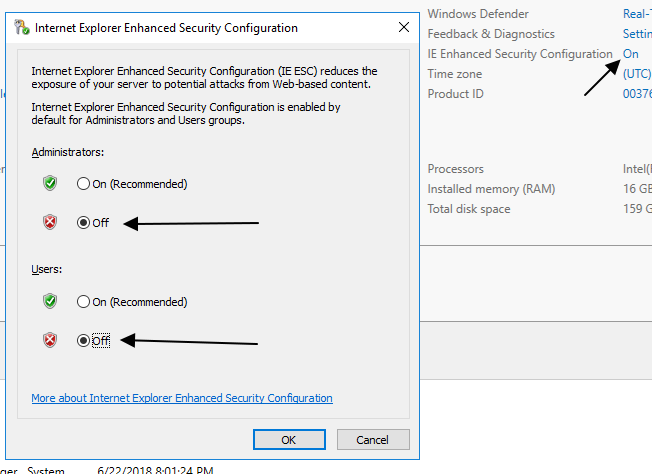 Internet Explorer Enhanced Security Configuration
Internet Explorer Enhanced Security Configuration (IE ESC) reduces the
exposure of your server to potential attacks from Web-based content.
Internet Explorer Enhanced Security Configuration is enabled by
default for Administrators and Users groups.
Administrators:
On (Recommended)
Off
Users:
On (Recommended)
Off
More about Internet Explorer Enhanced Security Configuration
OK Cancel
Windows Defender Real-T
Feedback & Diagnostics Settin
IE Enhanced Security Configuration On
Time zone (UTC)
Product ID 00376
Processors Intel(
Installed memory (RAM) 16 GB
Total disk space 159 G
System 6/22/2018 8:01:24 PM